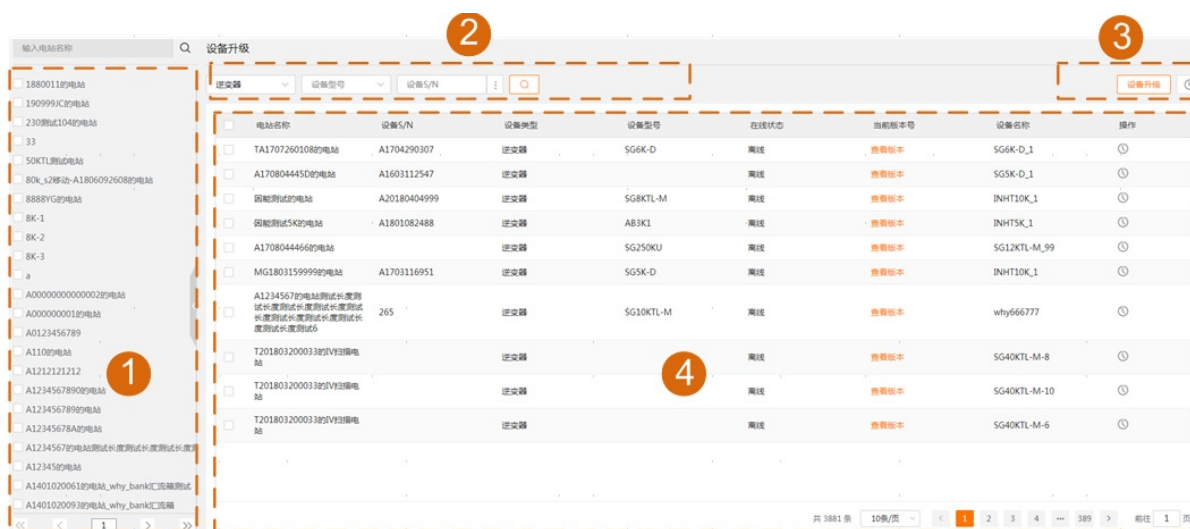 输入电站名称
设备升级
2
3
1880011的电站
190999JC的电站
230测试104的电站
33
50KTL测试电站
80k_s2移动-A1806092608的电站
8888YG的电站
8K-1
8K-2
8K-3
a
A00000000000002的电站
A000000001的电站
A0123456789
A110的电站
A1212121212
A1234567890的电站
A123456789的电站
A12345678A的电站
A1234567的电站测试长度测试长度测试长度测
A12345的电站
A1401020061的电站_why_bank汇流箱测试
A1401020093的电站_why_bank汇流箱
1
<< < 1 > >>
逆变器 设备型号 设备S/N
设备升级
电站名称 设备S/N 设备类型 设备型号 在线状态 当前版本号 设备名称 操作
TA1707260108的电站 A1704290307 逆变器 SG6K-D 离线 查看版本 SG6K-D_1
A170804445D的电站 A1603112547 逆变器 离线 查看版本 SG5K-D_1
因能测试的电站 A20180404999 逆变器 SG8KTL-M 离线 查看版本 INHT10K_1
因能测试5K的电站 A1801082488 逆变器 AB3K1 离线 查看版本 INHT5K_1
A1708044466的电站 逆变器 SG250KU 离线 查看版本 SG12KTL-M_99
MG1803159999的电站 A1703116951 逆变器 SG5K-D 离线 查看版本 INHT10K_1
A1234567的电站测试长度测
试长度测试长度测试长度测试
长度测试长度测试长度测试长
度测试长度测试6
265 逆变器 SG10KTL-M 离线 查看版本 why666777
T201803200033的IV扫描电
站
逆变器 离线 查看版本 SG40KTL-M-8
4
T201803200033的IV扫描电
站
逆变器 离线 查看版本 SG40KTL-M-10
T201803200033的IV扫描电
站
逆变器 离线 查看版本 SG40KTL-M-6
共 3881 条 10条/页 < 1 2 3 4 ••• 389 > 前往 1 页